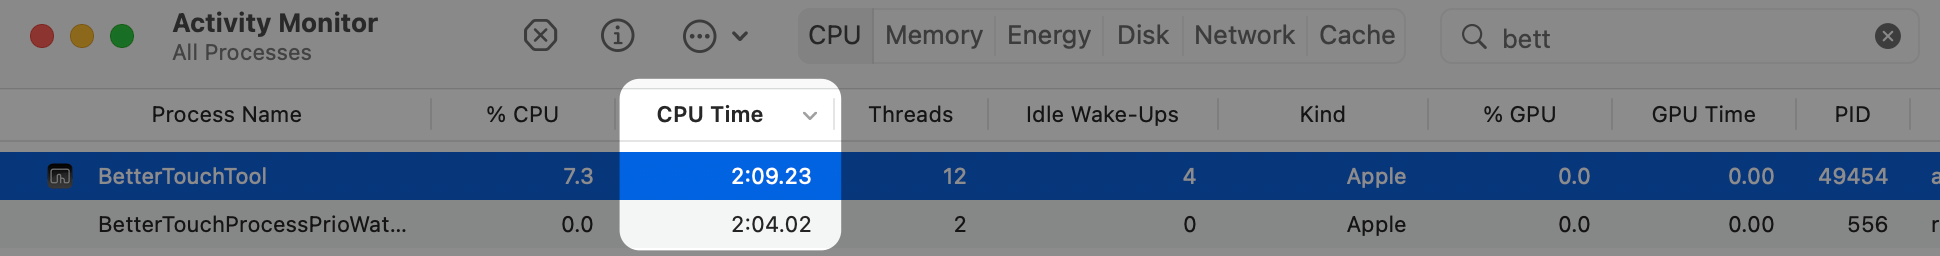 Activity Monitor
All Processes
CPU Memory Energy Disk Network Cache
bett
Process Name % CPU CPU Time Threads Idle Wake-Ups Kind % GPU GPU Time PID
BetterTouchTool 7.3 2:09.23 12 4 Apple 0.0 0.00 49454 a
BetterTouchProcessPrioWat... 0.0 2:04.02 2 0 Apple 0.0 0.00 556 r